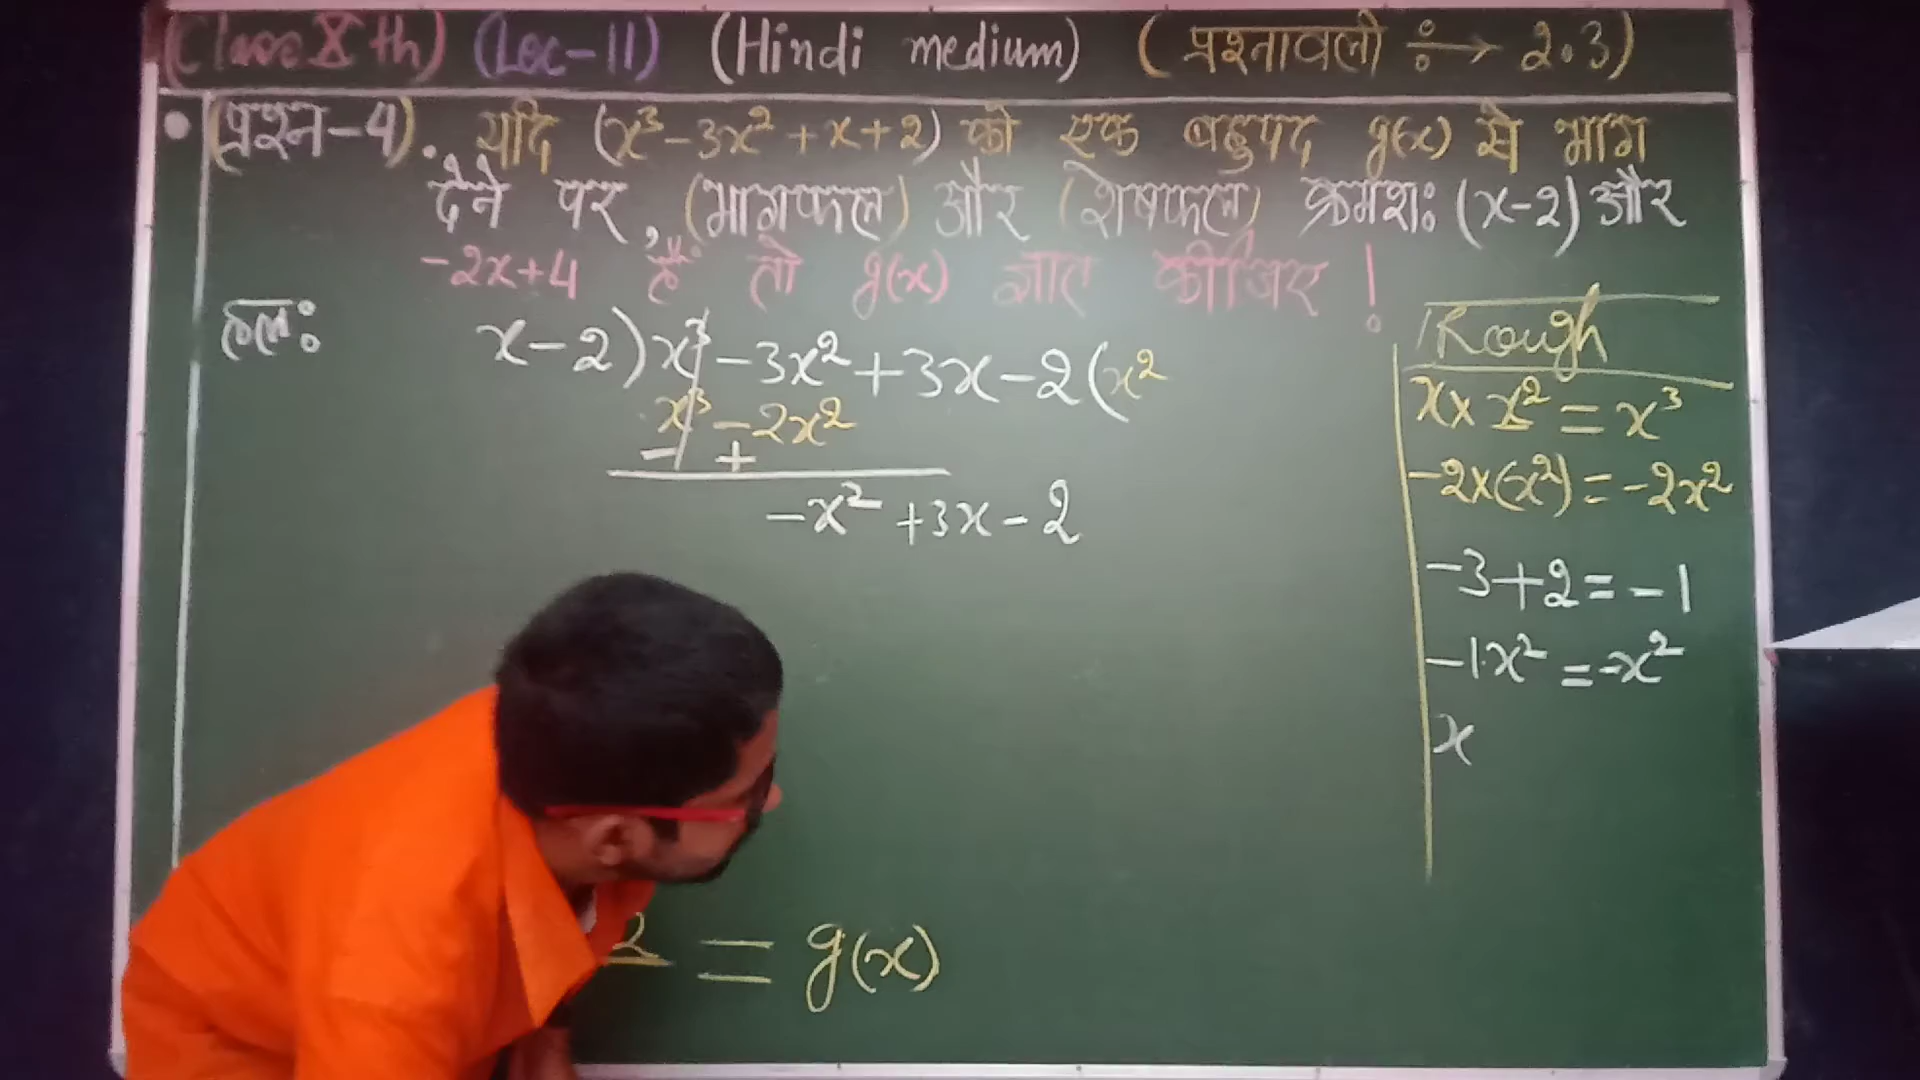 (Class Xth) (Lec-11) (Hindi medium) (प्रश्नावली ÷→ 2.3)
(प्रश्न-4). यदि (x³-3x²+x+2) को एक बहुपद g(x) से भाग
देने पर, (भागफल) और (शेषफल) क्रमशः (x-2) और
-2x+4 हैं तो g(x) ज्ञात कीजिए !
हलः
x-2)x³-3x²+3x-2(x²
x³-2x²
- +
-x²+3x-2
2 = g(x)
Rough
x×x²=x³
-2×(x²)=-2x²
-3+2=-1
-1·x²=-x²
x